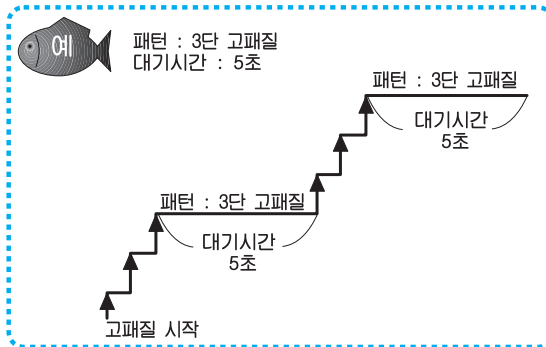 예
패턴 : 3단 고패질
대기시간 : 5초
패턴 : 3단 고패질
대기시간
5초
패턴 : 3단 고패질
대기시간
5초
고패질 시작